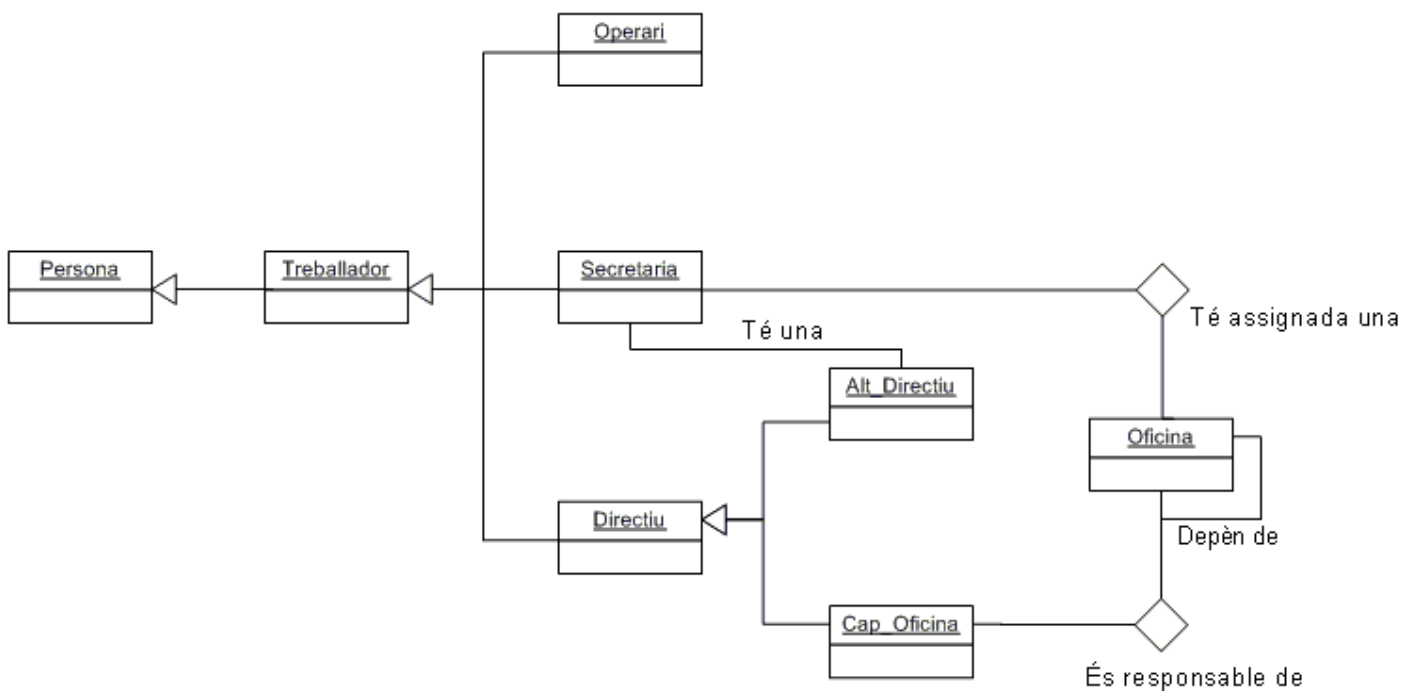 Operari
Persona
Treballador
Secretaria
Té assignada una
Té una
Alt_Directiu
Oficina
Directiu
Depèn de
Cap_Oficina
És responsable de